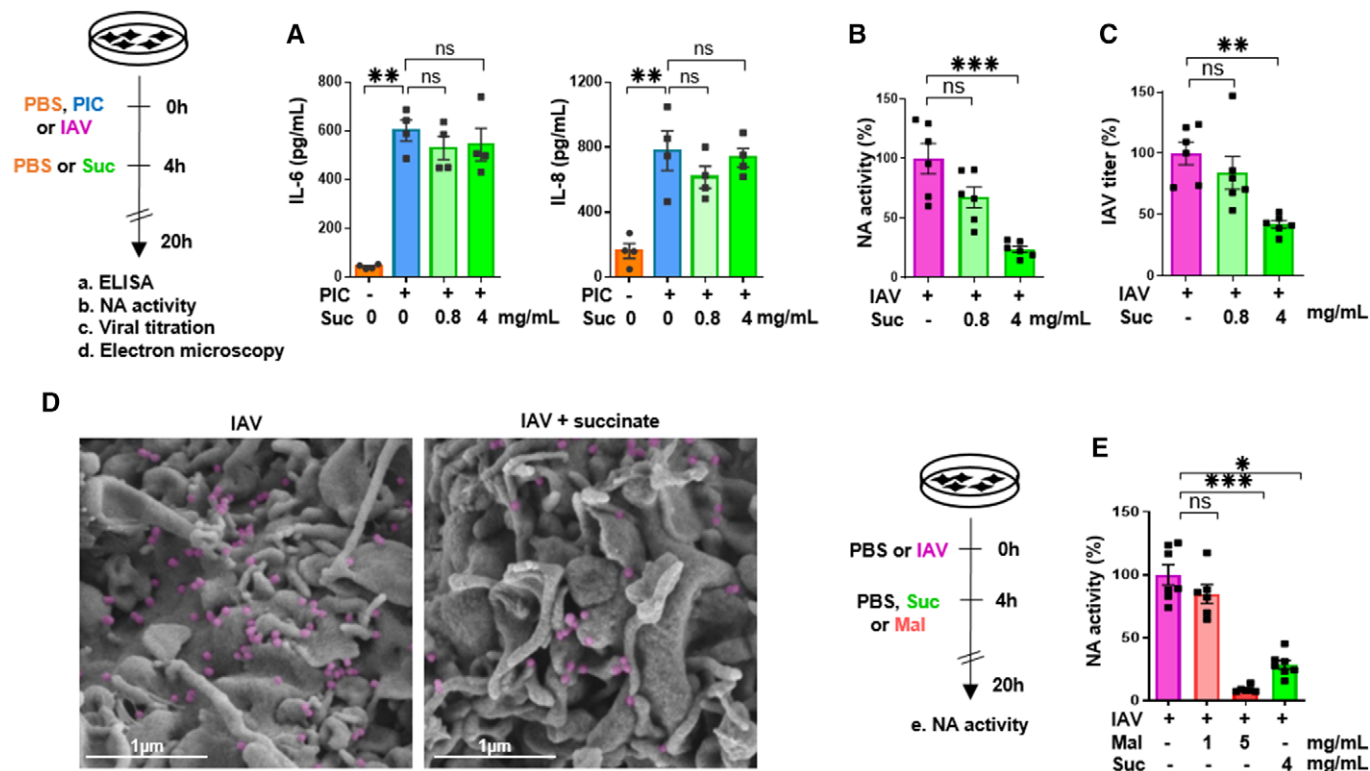 PBS, PIC
or IAV
0h
PBS or Suc
4h
20h
a. ELISA
b. NA activity
c. Viral titration
d. Electron microscopy
A
ns
** ns
IL-6 (pg/mL)
800
600
400
200
0
PIC - + + +
Suc 0 0 0.8 4 mg/mL
ns
** ns
IL-8 (pg/mL)
1200
800
400
0
PIC - + + +
Suc 0 0 0.8 4 mg/mL
B
***
ns
NA activity (%)
150
100
50
0
IAV + + +
Suc - 0.8 4 mg/mL
C
**
ns
IAV titer (%)
150
100
50
0
IAV + + +
Suc - 0.8 4 mg/mL
D
IAV
1µm
IAV + succinate
1µm
PBS or IAV
0h
PBS, Suc
or Mal
4h
20h
e. NA activity
E
*
***
ns
NA activity (%)
150
100
50
0
IAV + + + +
Mal - 1 5 - mg/mL
Suc - - - 4 mg/mL